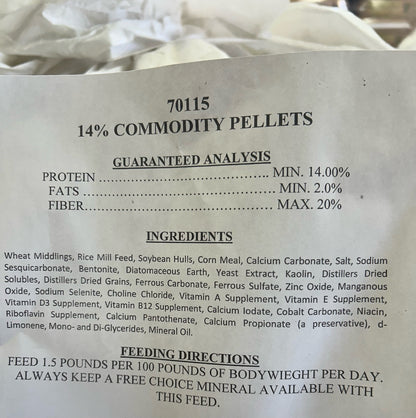 70115
14% COMMODITY PELLETS
GUARANTEED ANALYSIS
PROTEIN ........................................ MIN. 14.00%
FATS ............................................. MIN. 2.0%
FIBER............................................ MAX. 20%
INGREDIENTS
Wheat Middlings, Rice Mill Feed, Soybean Hulls, Corn Meal, Calcium Carbonate, Salt, Sodium
Sesquicarbonate, Bentonite, Diatomaceous Earth, Yeast Extract, Kaolin, Distillers Dried
Solubles, Distillers Dried Grains, Ferrous Carbonate, Ferrous Sulfate, Zinc Oxide, Manganous
Oxide, Sodium Selenite, Choline Chloride, Vitamin A Supplement, Vitamin E Supplement,
Vitamin D3 Supplement, Vitamin B12 Supplement, Calcium Iodate, Cobalt Carbonate, Niacin,
Riboflavin Supplement, Calcium Pantothenate, Calcium Propionate (a preservative), d-
Limonene, Mono- and Di-Glycerides, Mineral Oil.
FEEDING DIRECTIONS
FEED 1.5 POUNDS PER 100 POUNDS OF BODYWIEGHT PER DAY.
ALWAYS KEEP A FREE CHOICE MINERAL AVAILABLE WITH
THIS FEED.